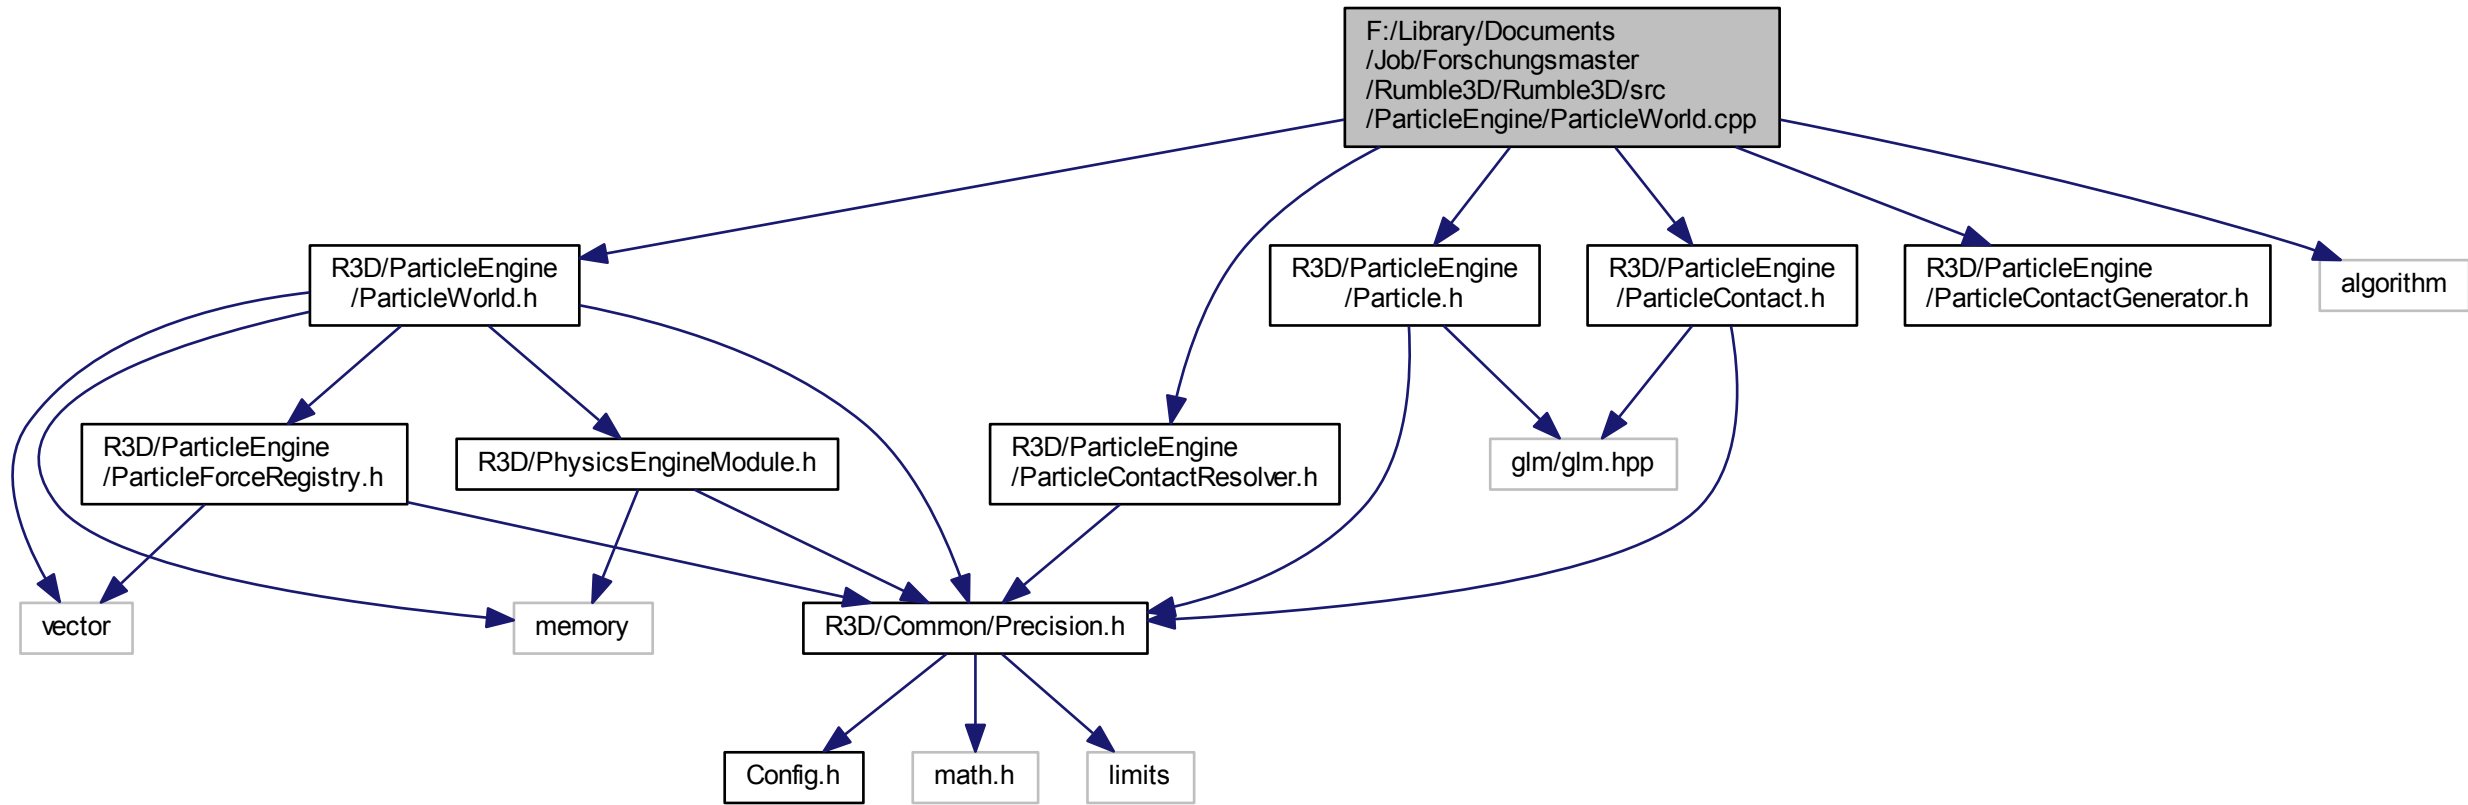 F:/Library/Documents
/Job/Forschungsmaster
/Rumble3D/Rumble3D/src
/ParticleEngine/ParticleWorld.cpp
R3D/ParticleEngine
/ParticleWorld.h
R3D/ParticleEngine
/Particle.h
R3D/ParticleEngine
/ParticleContact.h
R3D/ParticleEngine
/ParticleContactGenerator.h
algorithm
R3D/ParticleEngine
/ParticleForceRegistry.h
R3D/PhysicsEngineModule.h
R3D/ParticleEngine
/ParticleContactResolver.h
glm/glm.hpp
vector
memory
R3D/Common/Precision.h
Config.h
math.h
limits